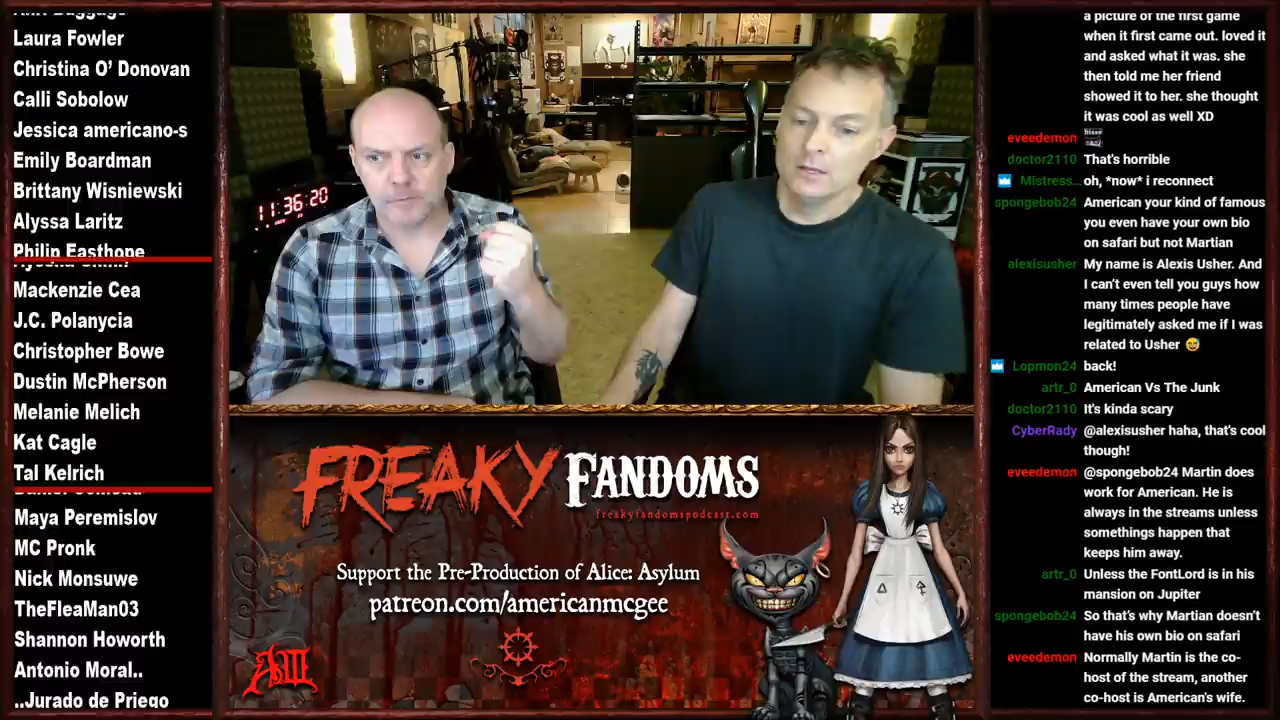 Laura Fowler
Christina O’ Donovan
Calli Sobolow
Jessica americano-s
Emily Boardman
Brittany Wisniewski
Alyssa Laritz
Philip Easthope
Mackenzie Cea
J.C. Polanycia
Christopher Bowe
Dustin McPherson
Melanie Melich
Kat Cagle
Tal Kelrich
Maya Peremislov
MC Pronk
Nick Monsuwe
TheFleaMan03
Shannon Howorth
Antonio Moral..
..Jurado de Priego
11:36:20
FREAKY FANDOMS
freakyfandomspodcast.com
Support the Pre-Production of Alice: Asylum
patreon.com/americanmcgee
a picture of the first game
when it first came out. loved it
and asked what it was. she
then told me her friend
showed it to her. she thought
it was cool as well XD
eveedemon
doctor2110 That's horrible
Mistress... oh, *now* i reconnect
spongebob24 American your kind of famous
you even have your own bio
on safari but not Martian
alexisusher My name is Alexis Usher. And
I can't even tell you guys how
many times people have
legitimately asked me if I was
related to Usher 😅
Lopmon24 back!
artr_0 American Vs The Junk
doctor2110 It's kinda scary
CyberRady @alexisusher haha, that's cool
though!
eveedemon @spongebob24 Martin does
work for American. He is
always in the streams unless
somethings happen that
keeps him away.
artr_0 Unless the FontLord is in his
mansion on Jupiter
spongebob24 So that's why Martian doesn't
have his own bio on safari
eveedemon Normally Martin is the co-
host of the stream, another
co-host is American's wife.